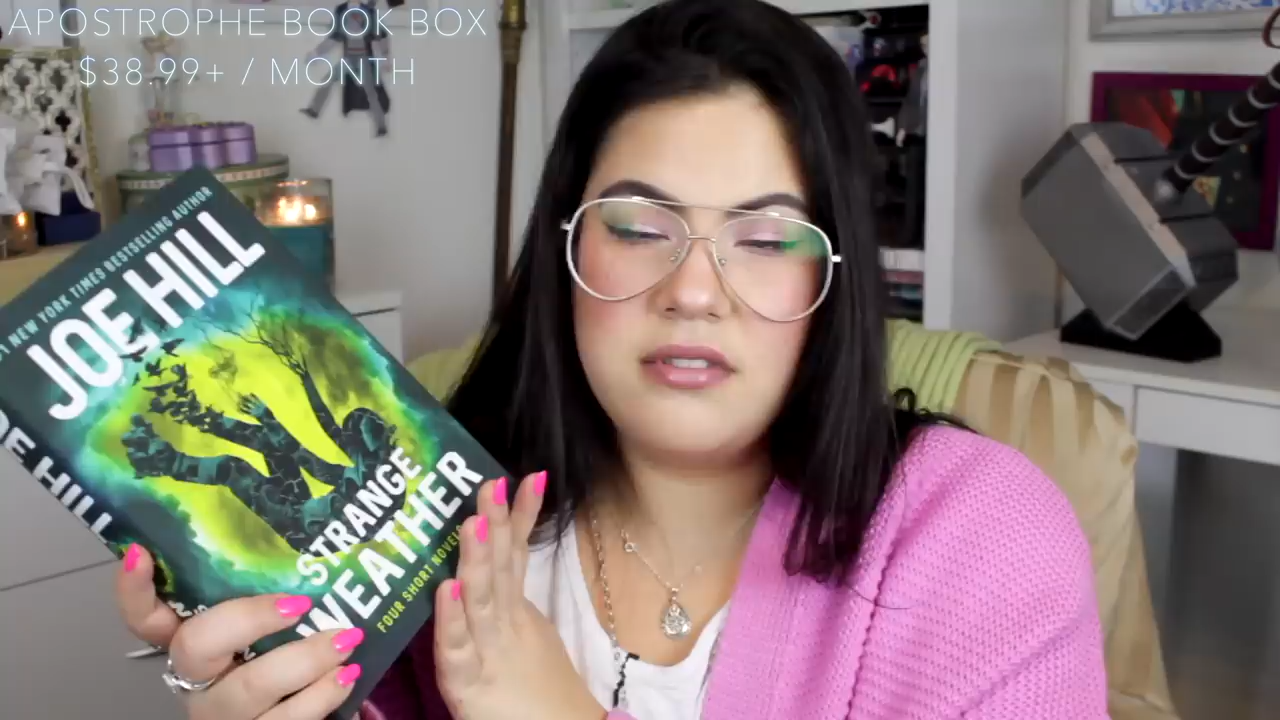 APOSTROPHE BOOK BOX
$38.99+ / MONTH
#1 NEW YORK TIMES BESTSELLING AUTHOR
JOE HILL
STRANGE
WEATHER
FOUR SHORT NOVELS
JOE HILL